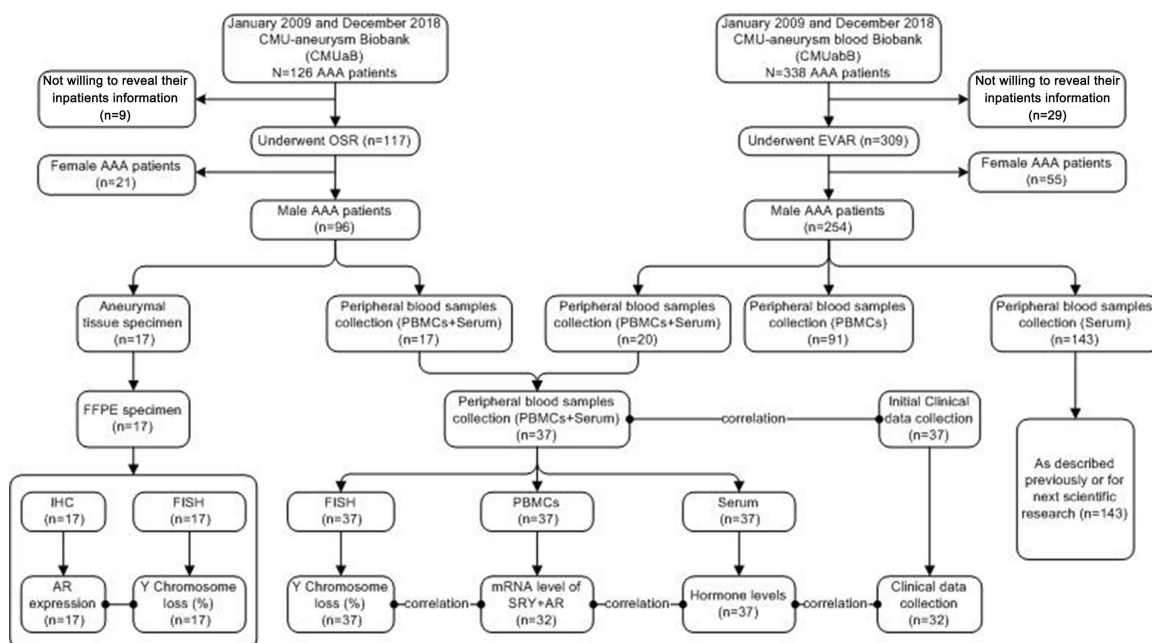 January 2009 and December 2018
CMU-aneurysm Biobank
(CMUaB)
N=126 AAA patients
January 2009 and December 2018
CMU-aneurysm blood Biobank
(CMUabB)
N=338 AAA patients
Not willing to reveal their
inpatients information
(n=9)
Not willing to reveal their
inpatients information
(n=29)
Underwent OSR (n=117)
Underwent EVAR (n=309)
Female AAA patients
(n=21)
Female AAA patients
(n=55)
Male AAA patients
(n=96)
Male AAA patients
(n=254)
Aneurymal
tissue specimen
(n=17)
Peripheral blood samples
collection (PBMCs+Serum)
(n=17)
Peripheral blood samples
collection (PBMCs+Serum)
(n=20)
Peripheral blood samples
collection (PBMCs)
(n=91)
Peripheral blood samples
collection (Serum)
(n=143)
FFPE specimen
(n=17)
Peripheral blood samples
collection (PBMCs+Serum)
(n=37)
correlation
Initial Clinical
data collection
(n=37)
As described
previously or for
next scientific
research (n=143)
IHC
(n=17)
FISH
(n=17)
FISH
(n=37)
PBMCs
(n=37)
Serum
(n=37)
AR
expression
(n=17)
Y Chromosome
loss (%)
(n=17)
Y Chromosome
loss (%)
(n=37)
correlation
mRNA level of
SRY+AR
(n=32)
correlation
Hormone levels
(n=37)
correlation
Clinical data
collection
(n=32)